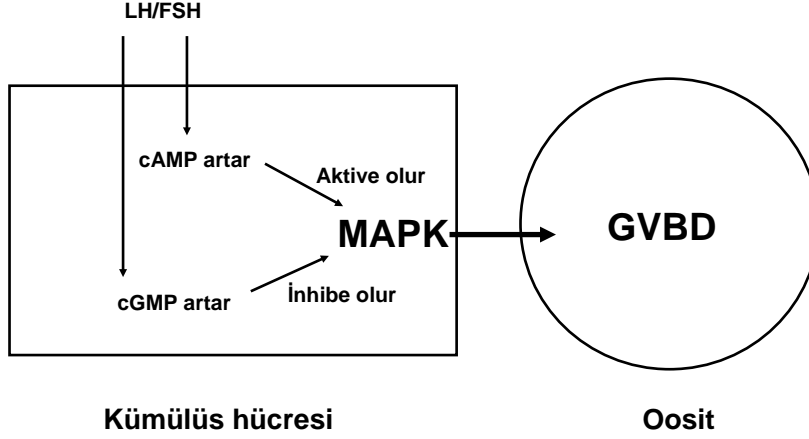 LH/FSH
cAMP artar
Aktive olur
MAPK
GVBD
İnhibe olur
cGMP artar
Kümülüs hücresi
Oosit